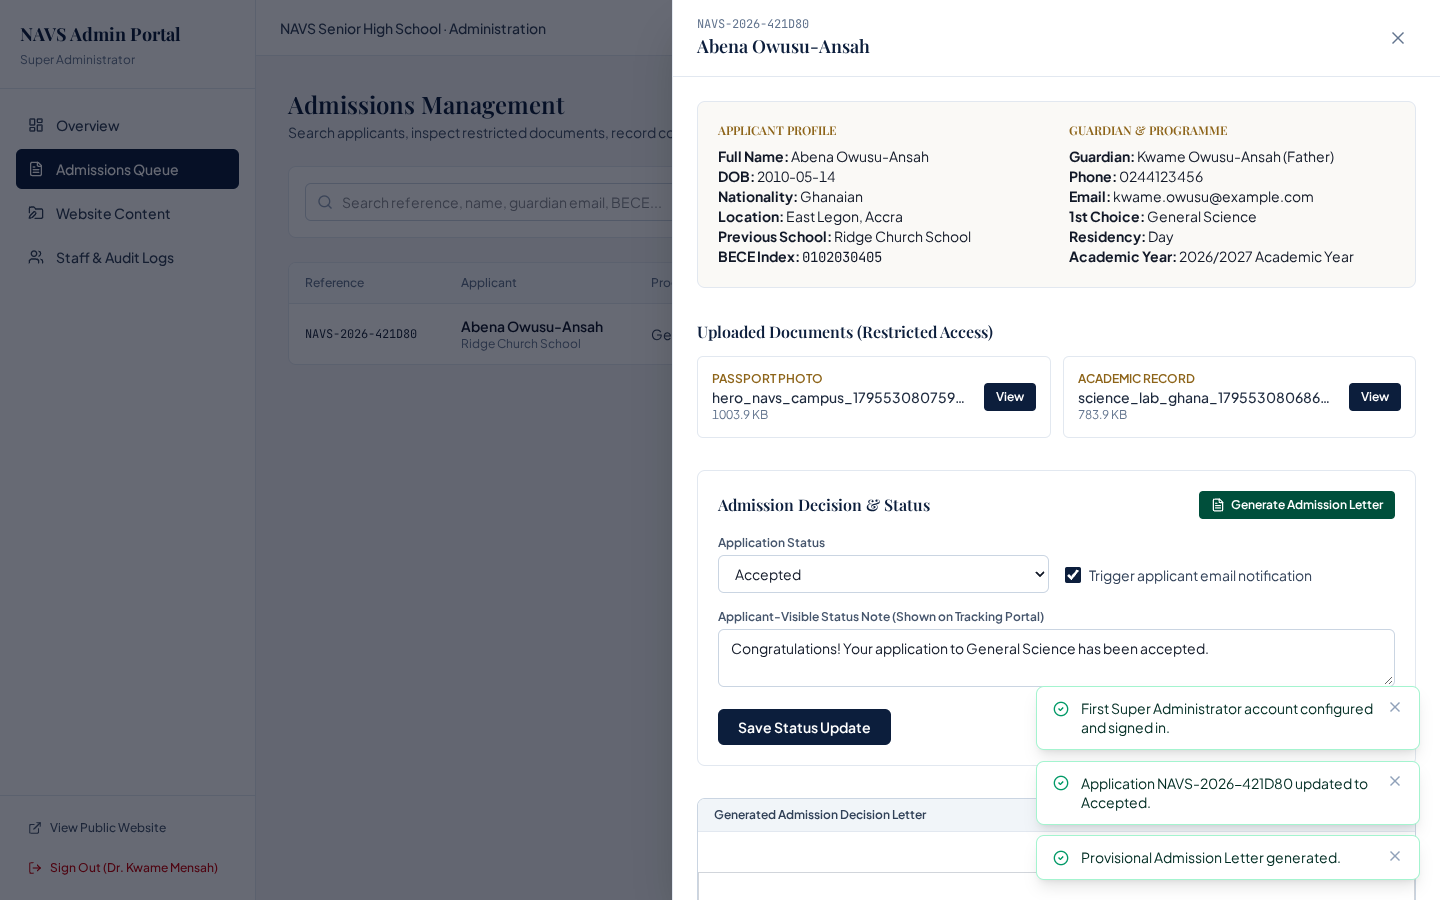 NAVS Admin Portal
Super Administrator
Overview
Admissions Queue
Website Content
Staff & Audit Logs
View Public Website
Sign Out (Dr. Kwame Mensah)
NAVS Senior High School · Administration
Admissions Management
Search applicants, inspect restricted documents, record
Search reference, name, guardian email, BECE...
Reference
Applicant
NAVS-2026-421D80
Abena Owusu-Ansah
Ridge Church School
NAVS-2026-421D80
Abena Owusu-Ansah
APPLICANT PROFILE
Full Name: Abena Owusu-Ansah
DOB: 2010-05-14
Nationality: Ghanaian
Location: East Legon, Accra
Previous School: Ridge Church School
BECE Index: 0102030405
GUARDIAN & PROGRAMME
Guardian: Kwame Owusu-Ansah (Father)
Phone: 0244123456
Email: kwame.owusu@example.com
1st Choice: General Science
Residency: Day
Academic Year: 2026/2027 Academic Year
Uploaded Documents (Restricted Access)
PASSPORT PHOTO
hero_navs_campus_179553080759...
1003.9 KB
View
ACADEMIC RECORD
science_lab_ghana_179553080686...
783.9 KB
View
Admission Decision & Status
Generate Admission Letter
Application Status
Accepted
Trigger applicant email notification
Applicant-Visible Status Note (Shown on Tracking Portal)
Congratulations! Your application to General Science has been accepted.
Save Status Update
Generated Admission Decision Letter
First Super Administrator account configured
and signed in.
Application NAVS-2026-421D80 updated to
Accepted.
Provisional Admission Letter generated.